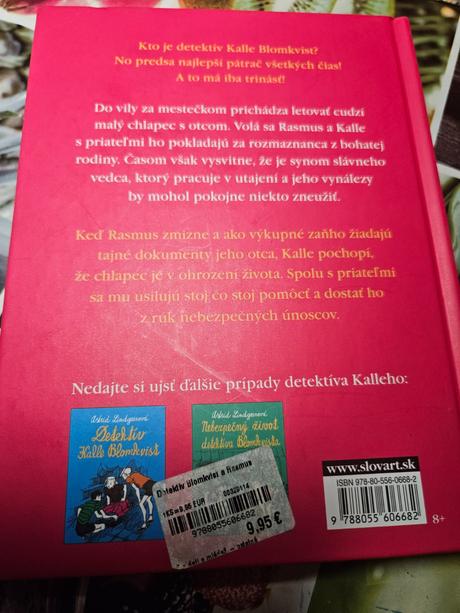 Kto je detektív Kalle Blomkvist?
No predsa najlepší pátrač všetkých čias!
A to má iba trinásť!
Do vily za mestečkom prichádza letovať cudzí
malý chlapec s otcom. Volá sa Rasmus a Kalle
s priateľmi ho pokladajú za rozmaznanca z bohatej
rodiny. Časom však vysvitne, že je synom slávneho
vedca, ktorý pracuje v utajení a jeho vynálezy
by mohol pokojne niekto zneužiť.
Keď Rasmus zmizne a ako výkupné zaňho žiadajú
tajné dokumenty jeho otca, Kalle pochopí,
že chlapec je v ohrození života. Spolu s priateľmi
sa mu usilujú stoj čo stoj pomôcť a dostať ho
z rúk nebezpečných únoscov.
Nedajte si ujsť ďalšie prípady detektíva Kalleho:
Astrid Lindgrenová
Detektív
Kalle Blomkvist
Astrid Lindgrenová
Nebezpečný život
detektíva Blomkvista
Detektív Blomkvist a Rasmus
00329114
1KS=9,95 EUR
9788055606682
9,95 €
www.slovart.sk
ISBN 978-80-556-0668-2
9 788055 606682
8+